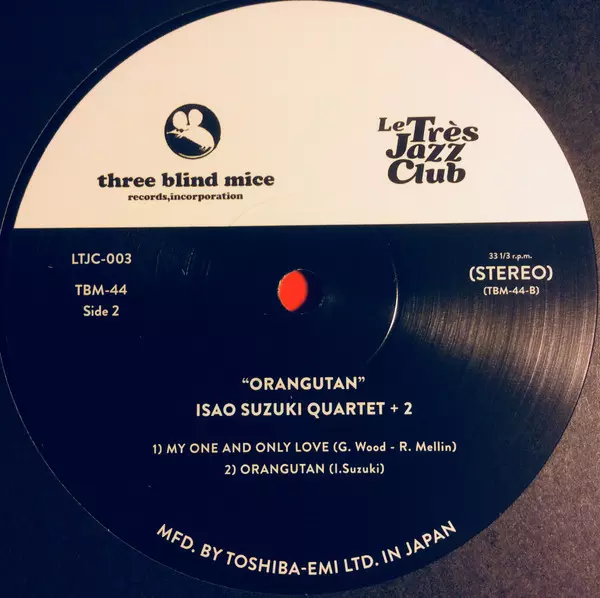 three blind mice
records,incorporation
Le Très
Jazz
Club
LTJC-003
TBM-44
Side 2
33 1/3 r.p.m.
(STEREO)
(TBM-44-B)
“ORANGUTAN”
ISAO SUZUKI QUARTET + 2
1) MY ONE AND ONLY LOVE (G. Wood - R. Mellin)
2) ORANGUTAN (I.Suzuki)
MFD. BY TOSHIBA-EMI LTD. IN JAPAN